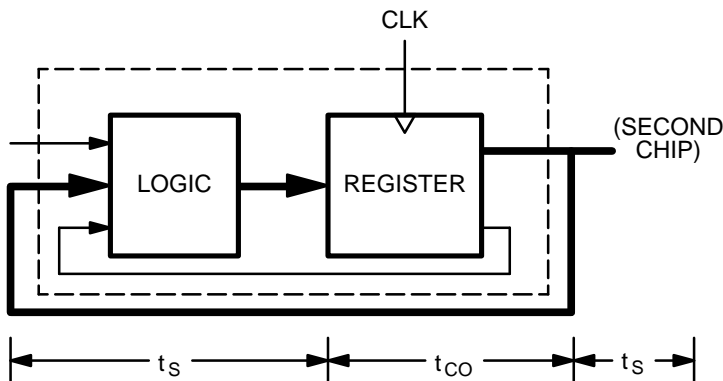 CLK
(SECOND
CHIP)
LOGIC
REGISTER
tS
tCO
tS